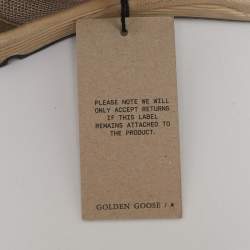 PLEASE NOTE WE WILL
ONLY ACCEPT RETURNS
IF THIS LABEL
REMAINS ATTACHED TO
THE PRODUCT.
GOLDEN GOOSE / ★